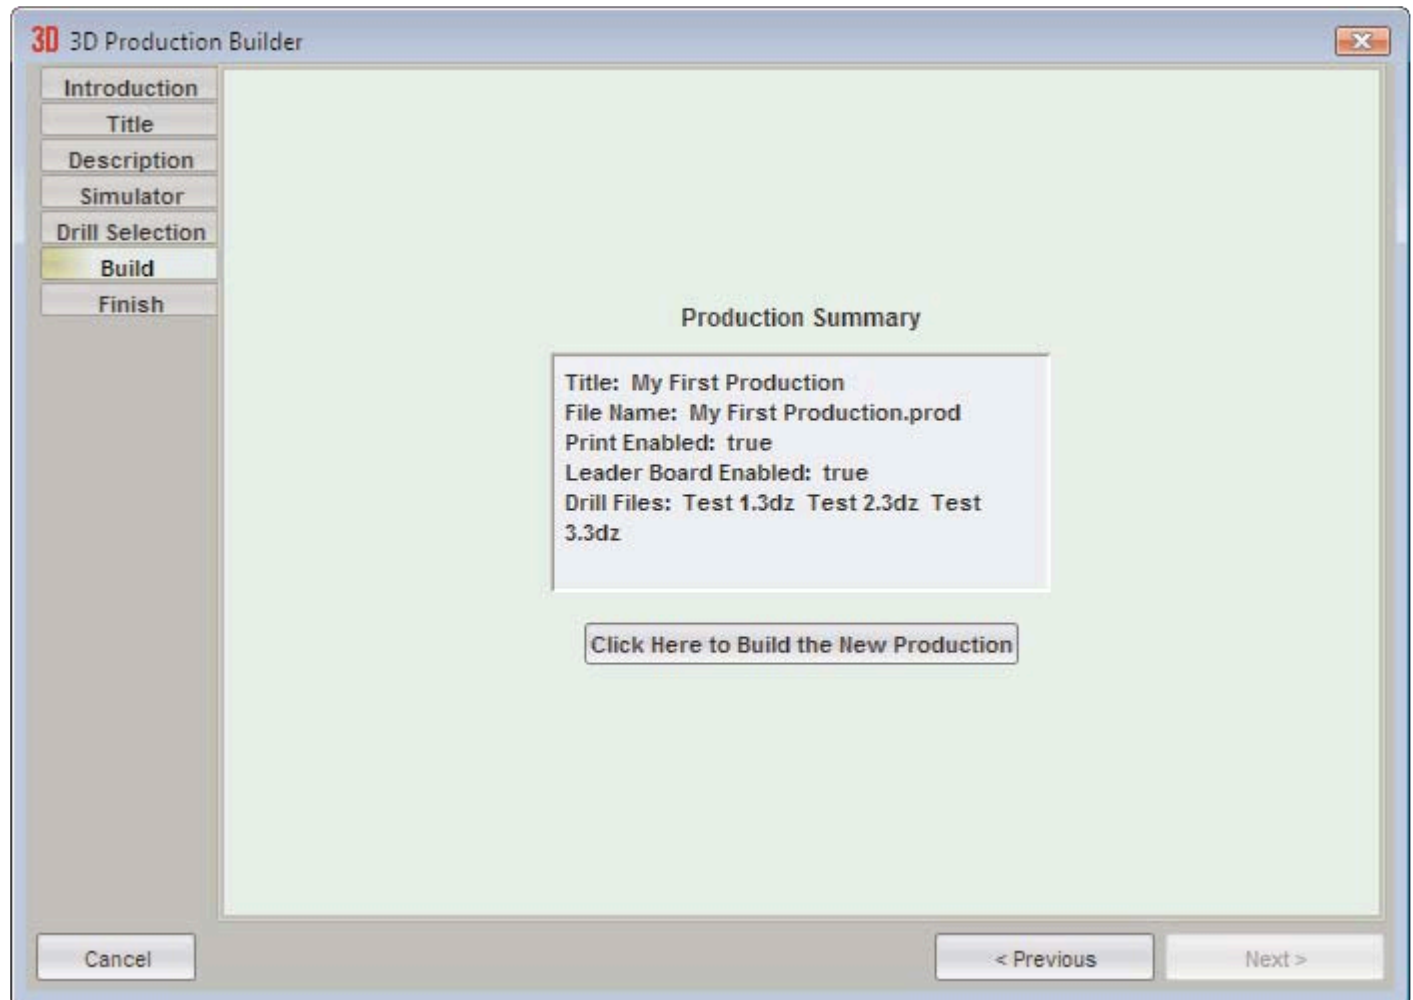 3D 3D Production Builder
Introduction
Title
Description
Simulator
Drill Selection
Build
Finish
Production Summary
Title: My First Production
File Name: My First Production.prod
Print Enabled: true
Leader Board Enabled: true
Drill Files: Test 1.3dz Test 2.3dz Test
3.3dz
Click Here to Build the New Production
Cancel
< Previous
Next >